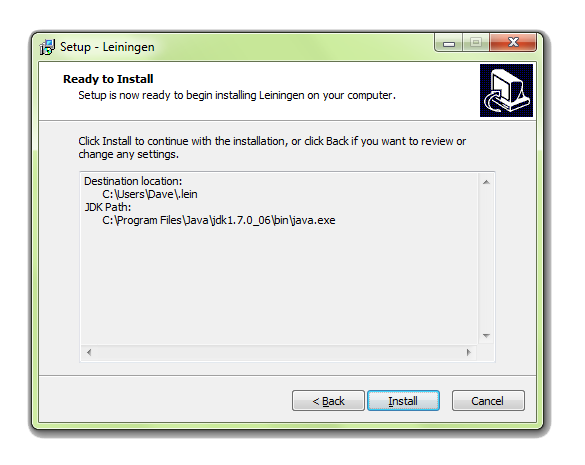 Setup - Leiningen
Ready to Install
Setup is now ready to begin installing Leiningen on your computer.
Click Install to continue with the installation, or click Back if you want to review or
change any settings.
Destination location:
C:\Users\Dave\.lein
JDK Path:
C:\Program Files\Java\jdk1.7.0_06\bin\java.exe
< Back
Install
Cancel